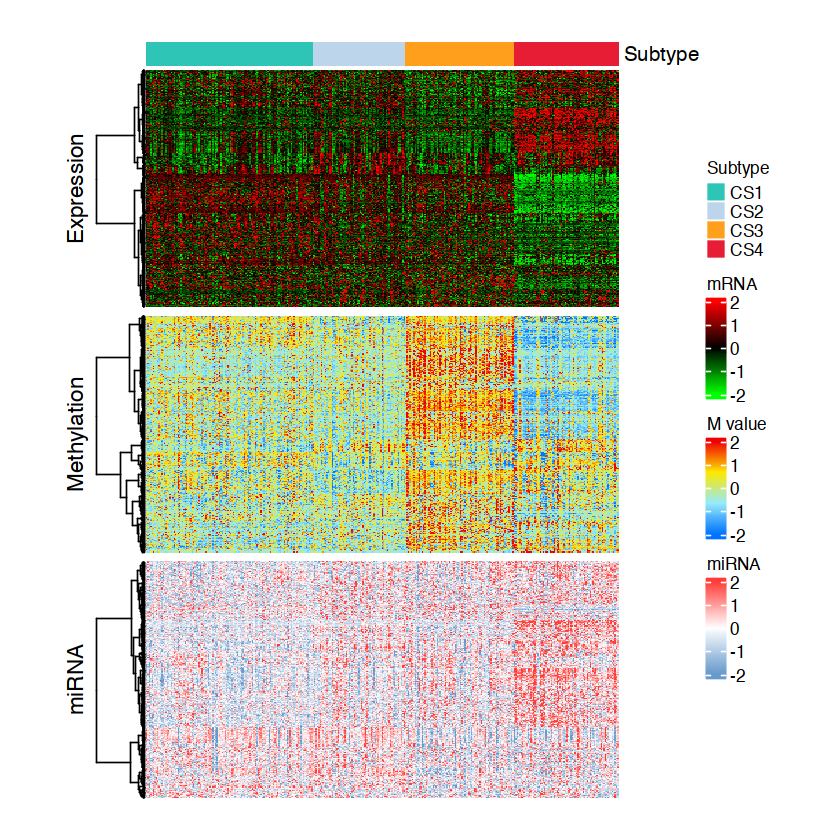 Subtype
Expression
Methylation
miRNA
Subtype
CS1
CS2
CS3
CS4
mRNA
2
1
0
-1
-2
M value
2
1
0
-1
-2
miRNA
2
1
0
-1
-2